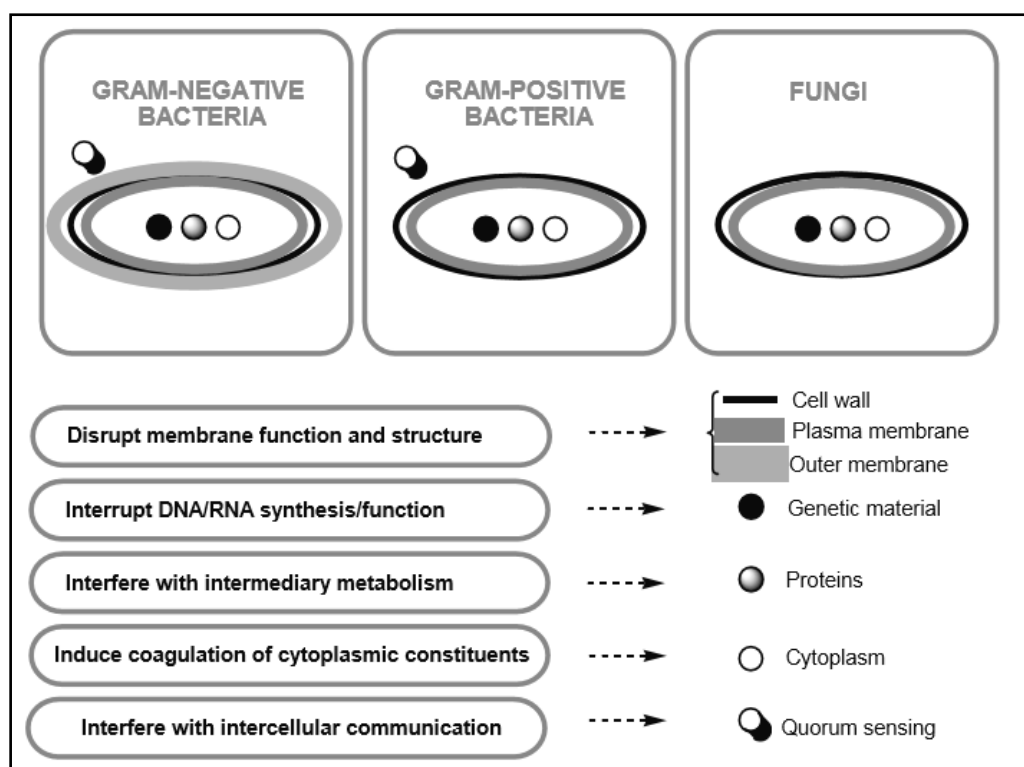 GRAM-NEGATIVE
BACTERIA
GRAM-POSITIVE
BACTERIA
FUNGI
Disrupt membrane function and structure
Cell wall
Plasma membrane
Outer membrane
Interrupt DNA/RNA synthesis/function
Genetic material
Interfere with intermediary metabolism
Proteins
Induce coagulation of cytoplasmic constituents
Cytoplasm
Interfere with intercellular communication
Quorum sensing